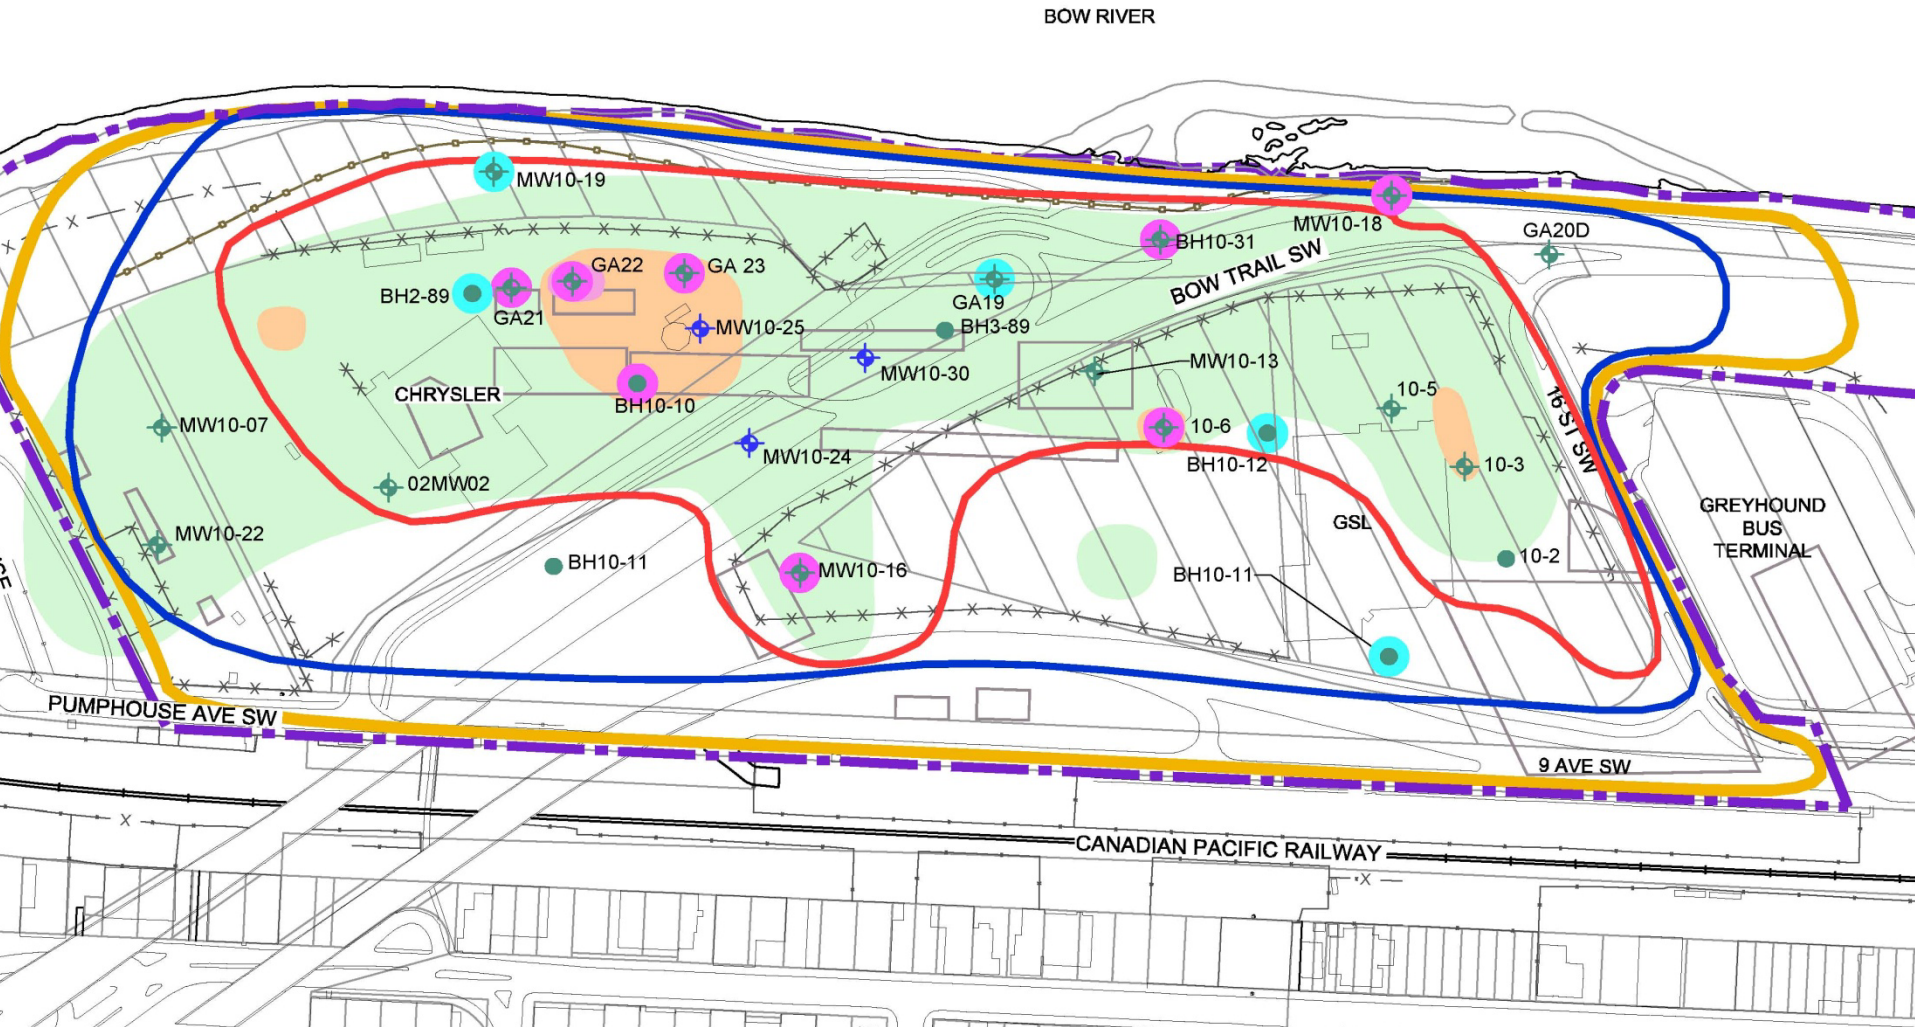 BOW RIVER
MW10-19
MW10-18
GA20D
BH10-31
BOW TRAIL SW
GA22
GA 23
BH2-89
GA21
GA19
MW10-25
BH3-89
MW10-30
MW10-13
CHRYSLER
BH10-10
10-5
16 ST SW
MW10-07
10-6
MW10-24
BH10-12
10-3
02MW02
GREYHOUND
BUS
TERMINAL
GSL
MW10-22
BH10-11
MW10-16
10-2
BH10-11
PUMPHOUSE AVE SW
9 AVE SW
CANADIAN PACIFIC RAILWAY